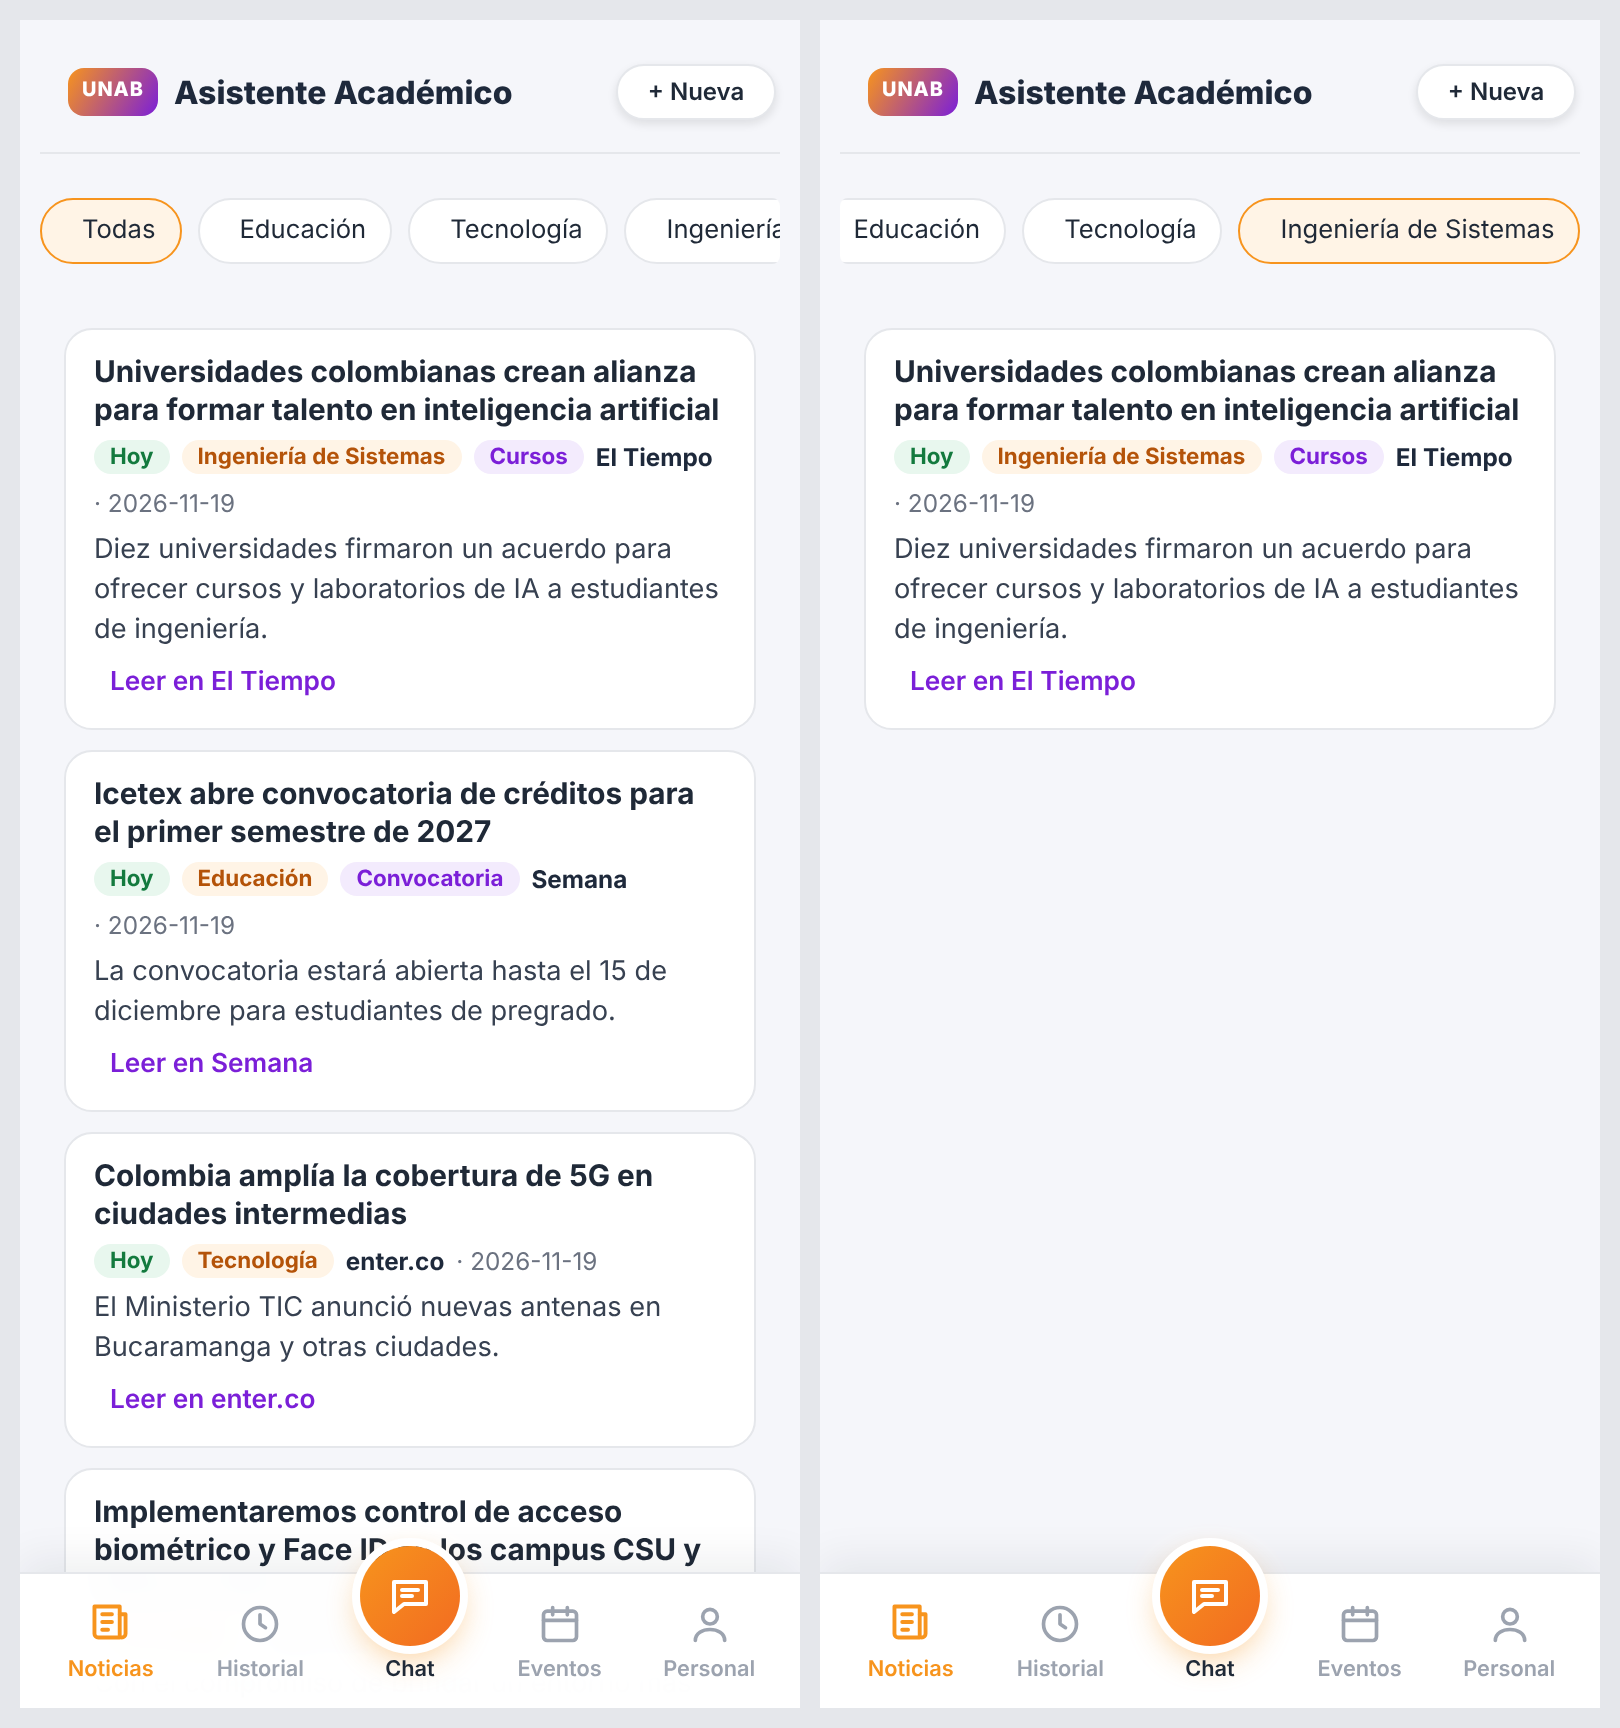 UNAB Asistente Académico + Nueva
Todas Educación Tecnología Ingeniería
Universidades colombianas crean alianza
para formar talento en inteligencia artificial
Hoy Ingeniería de Sistemas Cursos El Tiempo
· 2026-11-19
Diez universidades firmaron un acuerdo para
ofrecer cursos y laboratorios de IA a estudiantes
de ingeniería.
Leer en El Tiempo
Icetex abre convocatoria de créditos para
el primer semestre de 2027
Hoy Educación Convocatoria Semana
· 2026-11-19
La convocatoria estará abierta hasta el 15 de
diciembre para estudiantes de pregrado.
Leer en Semana
Colombia amplía la cobertura de 5G en
ciudades intermedias
Hoy Tecnología enter.co · 2026-11-19
El Ministerio TIC anunció nuevas antenas en
Bucaramanga y otras ciudades.
Leer en enter.co
Implementaremos control de acceso
biométrico y Face los campus CSU y
Noticias Historial Chat Eventos Personal
UNAB Asistente Académico + Nueva
Educación Tecnología Ingeniería de Sistemas
Universidades colombianas crean alianza
para formar talento en inteligencia artificial
Hoy Ingeniería de Sistemas Cursos El Tiempo
· 2026-11-19
Diez universidades firmaron un acuerdo para
ofrecer cursos y laboratorios de IA a estudiantes
de ingeniería.
Leer en El Tiempo
Noticias Historial Chat Eventos Personal